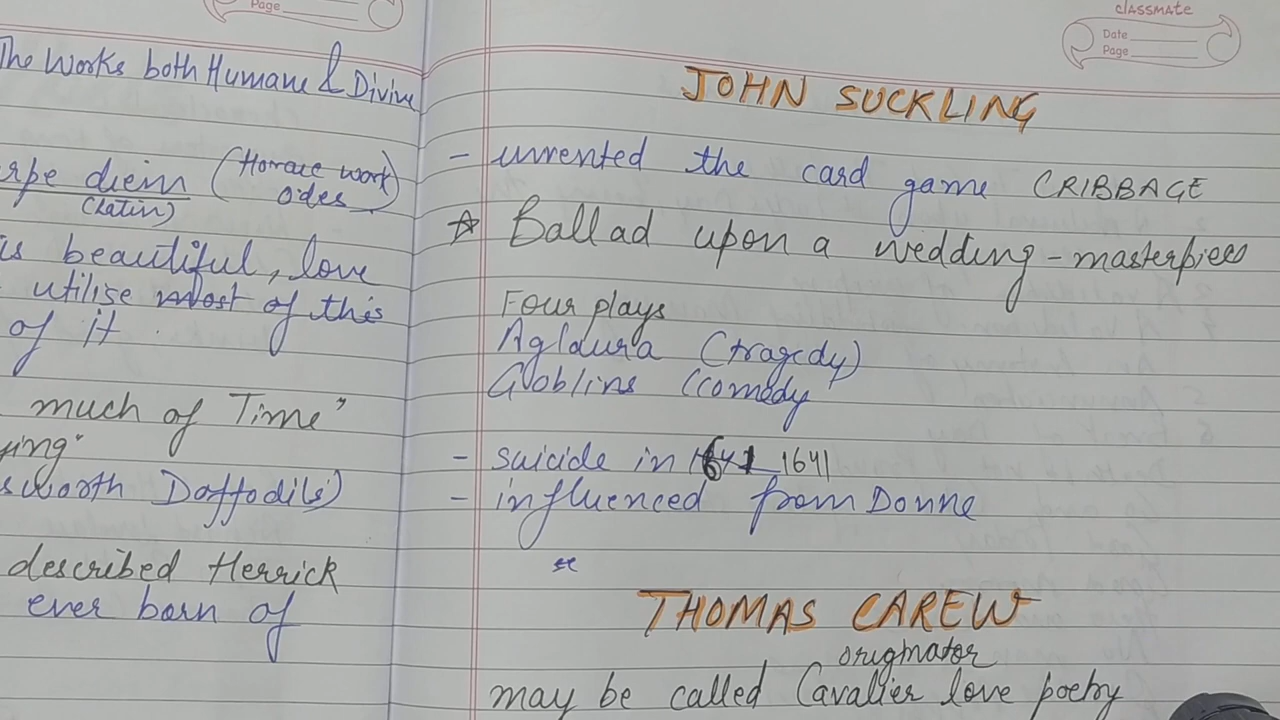 Page
The Works both Humane & Divine
rpe diem (Horace work)
(Latin) odes
is beautiful, love
utilise most of this
of it.
much of Time"
ying"
sworth Daffodils)
described Herrick
ever born of
classmate
Date
Page
JOHN SUCKLING
- unvented the card game CRIBBAGE
☆ Ballad upon a wedding - masterpiece
Four plays
Aglaura (tragedy)
Goblins (comedy
- suicide in 1641
- influenced from Donne
THOMAS CAREW
originator
may be called Cavalier love poetry